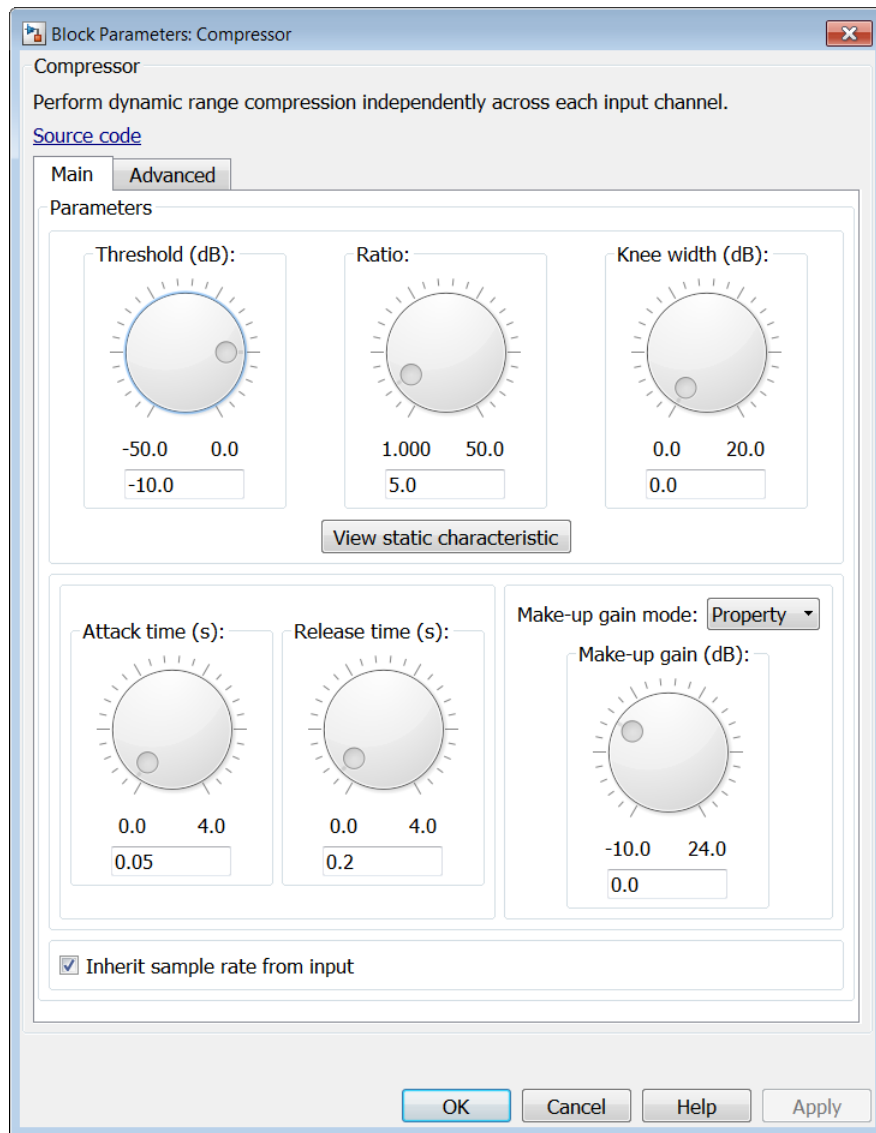 Block Parameters: Compressor
Compressor
Perform dynamic range compression independently across each input channel.
Source code
Main Advanced
Parameters
Threshold (dB): Ratio: Knee width (dB):
-50.0 0.0 1.000 50.0 0.0 20.0
-10.0 5.0 0.0
View static characteristic
Make-up gain mode: Property
Attack time (s): Release time (s):
Make-up gain (dB):
0.0 4.0 0.0 4.0
-10.0 24.0
0.05 0.2
0.0
Inherit sample rate from input
OK Cancel Help Apply